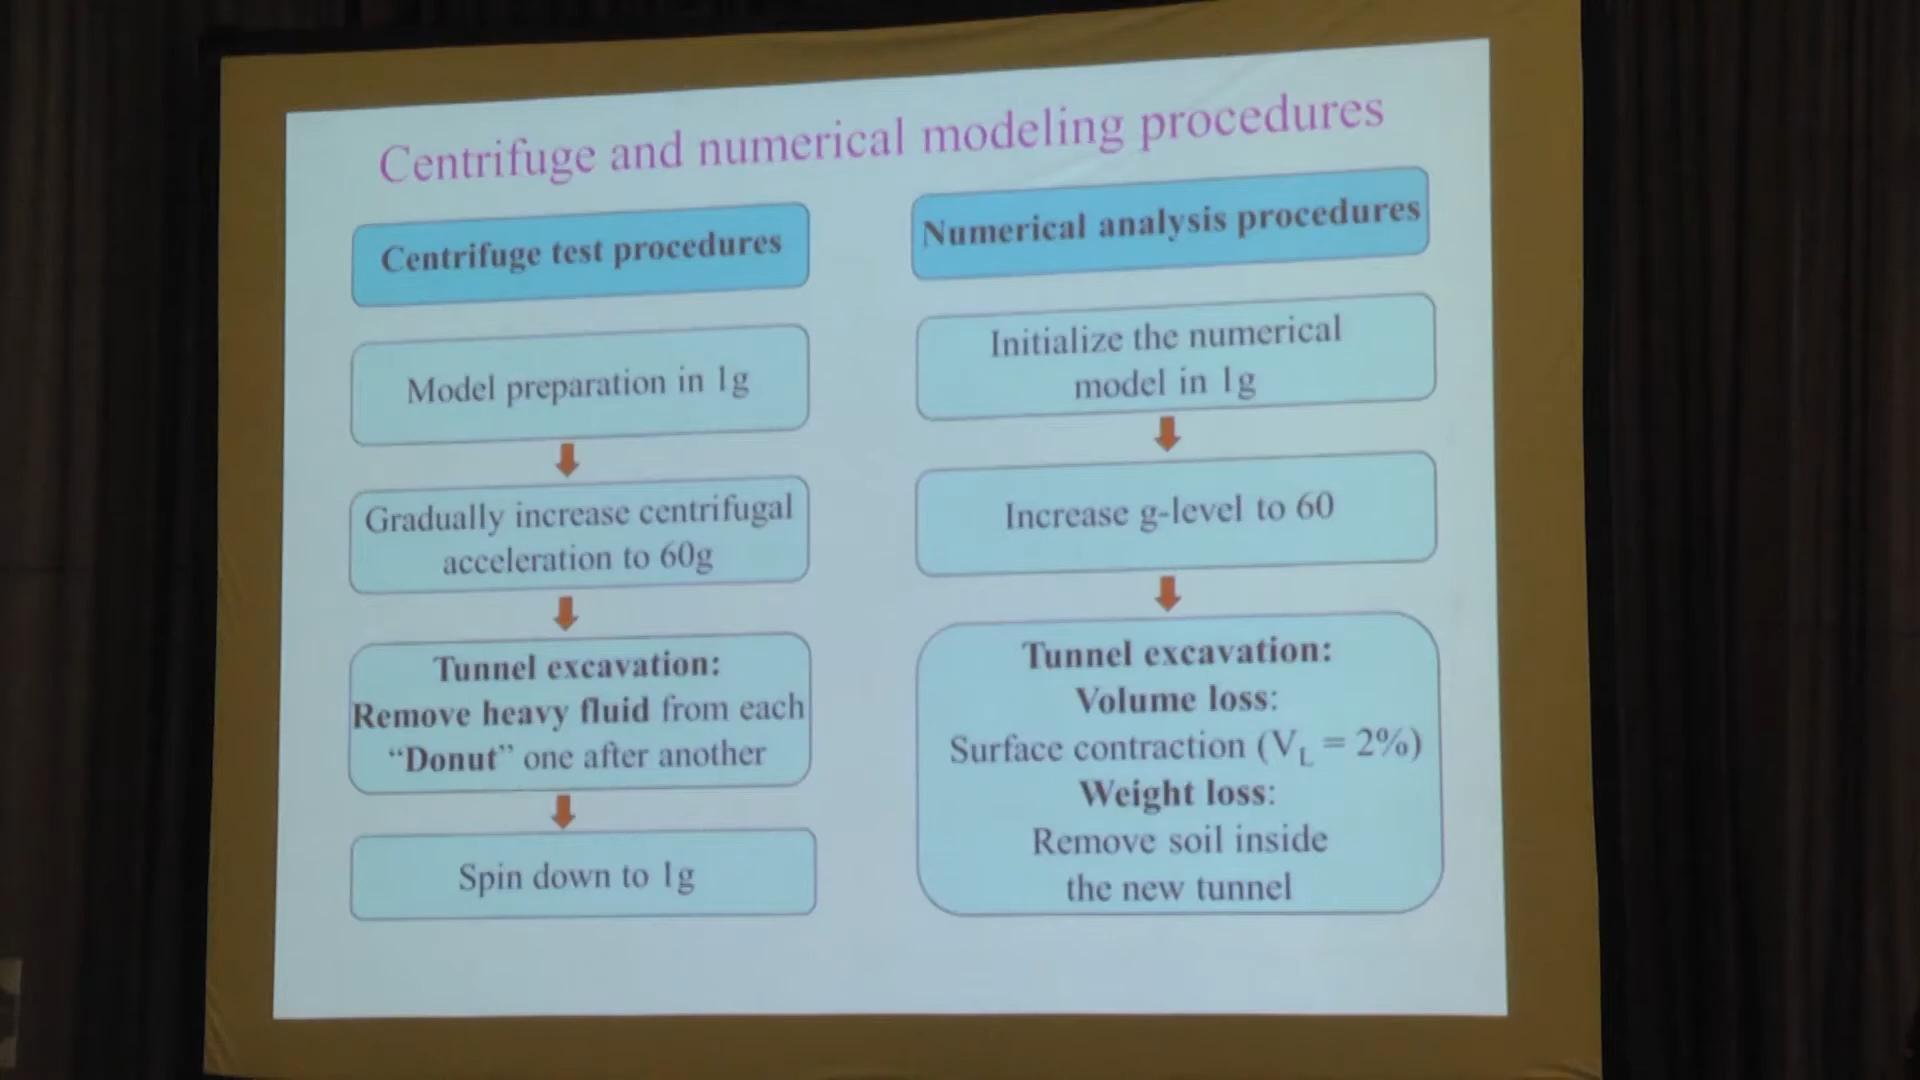 Centrifuge and numerical modeling procedures
Centrifuge test procedures
Model preparation in 1g
Gradually increase centrifugal
acceleration to 60g
Tunnel excavation:
Remove heavy fluid from each
“Donut” one after another
Spin down to 1g
Numerical analysis procedures
Initialize the numerical
model in 1g
Increase g-level to 60
Tunnel excavation:
Volume loss:
Surface contraction (V_L = 2%)
Weight loss:
Remove soil inside
the new tunnel